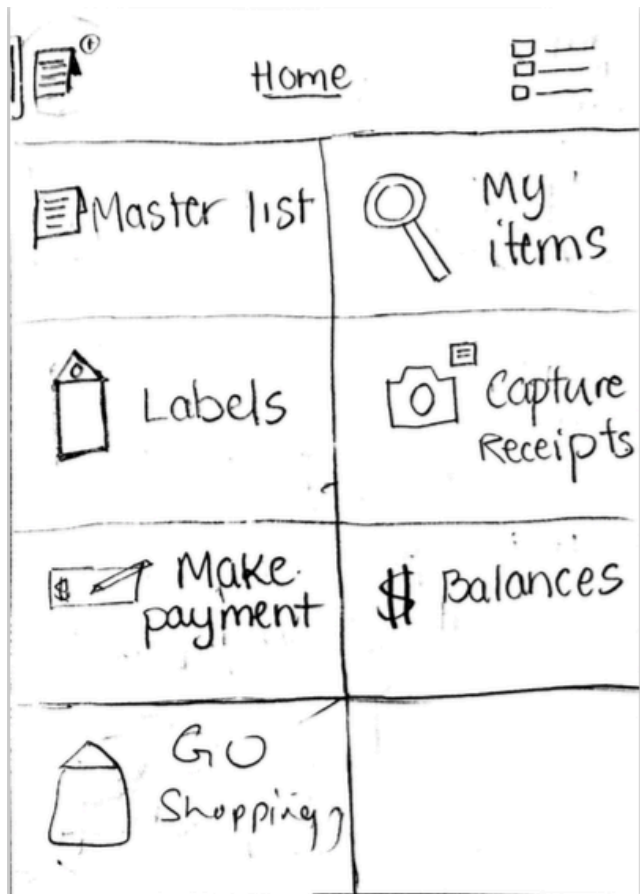 Home
Master list
My
items
Labels
Capture
Receipts
$ Make
payment
$ Balances
GO
Shopping